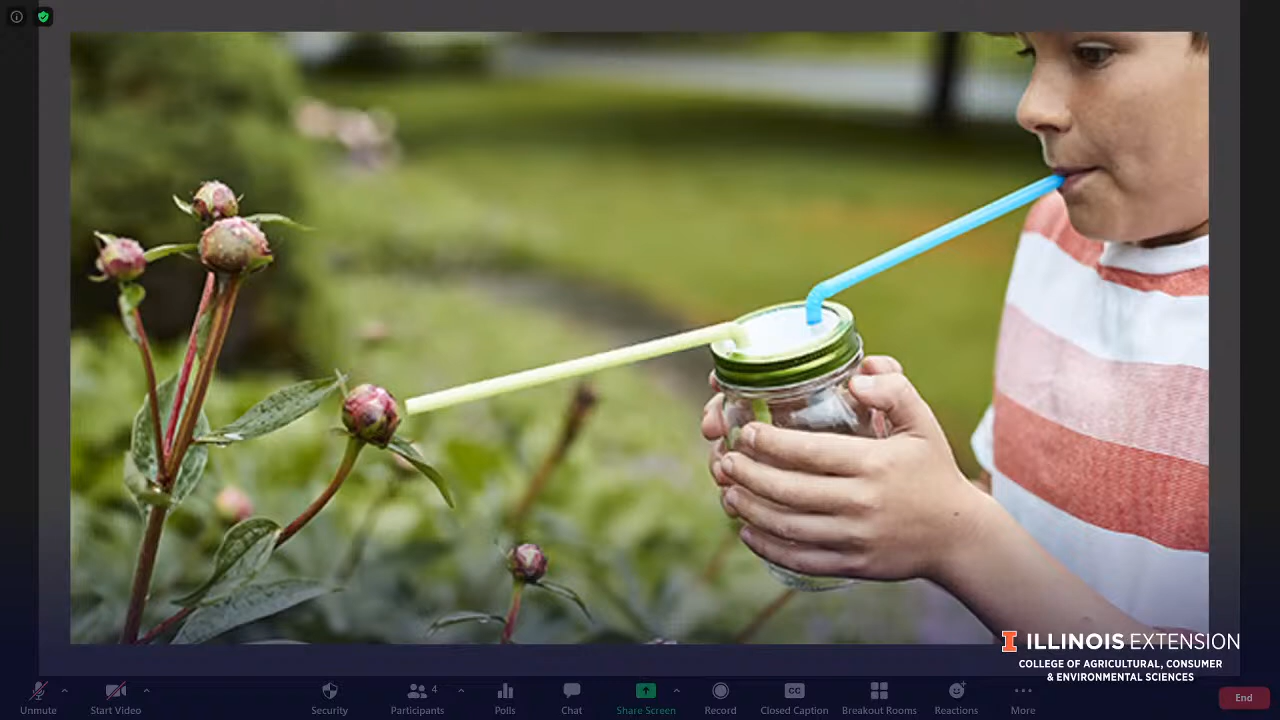 ILLINOIS EXTENSION
COLLEGE OF AGRICULTURAL, CONSUMER
& ENVIRONMENTAL SCIENCES
Unmute
Start Video
Security
4
Participants
Polls
Chat
Share Screen
Record
CC
Closed Caption
Breakout Rooms
Reactions
More
End